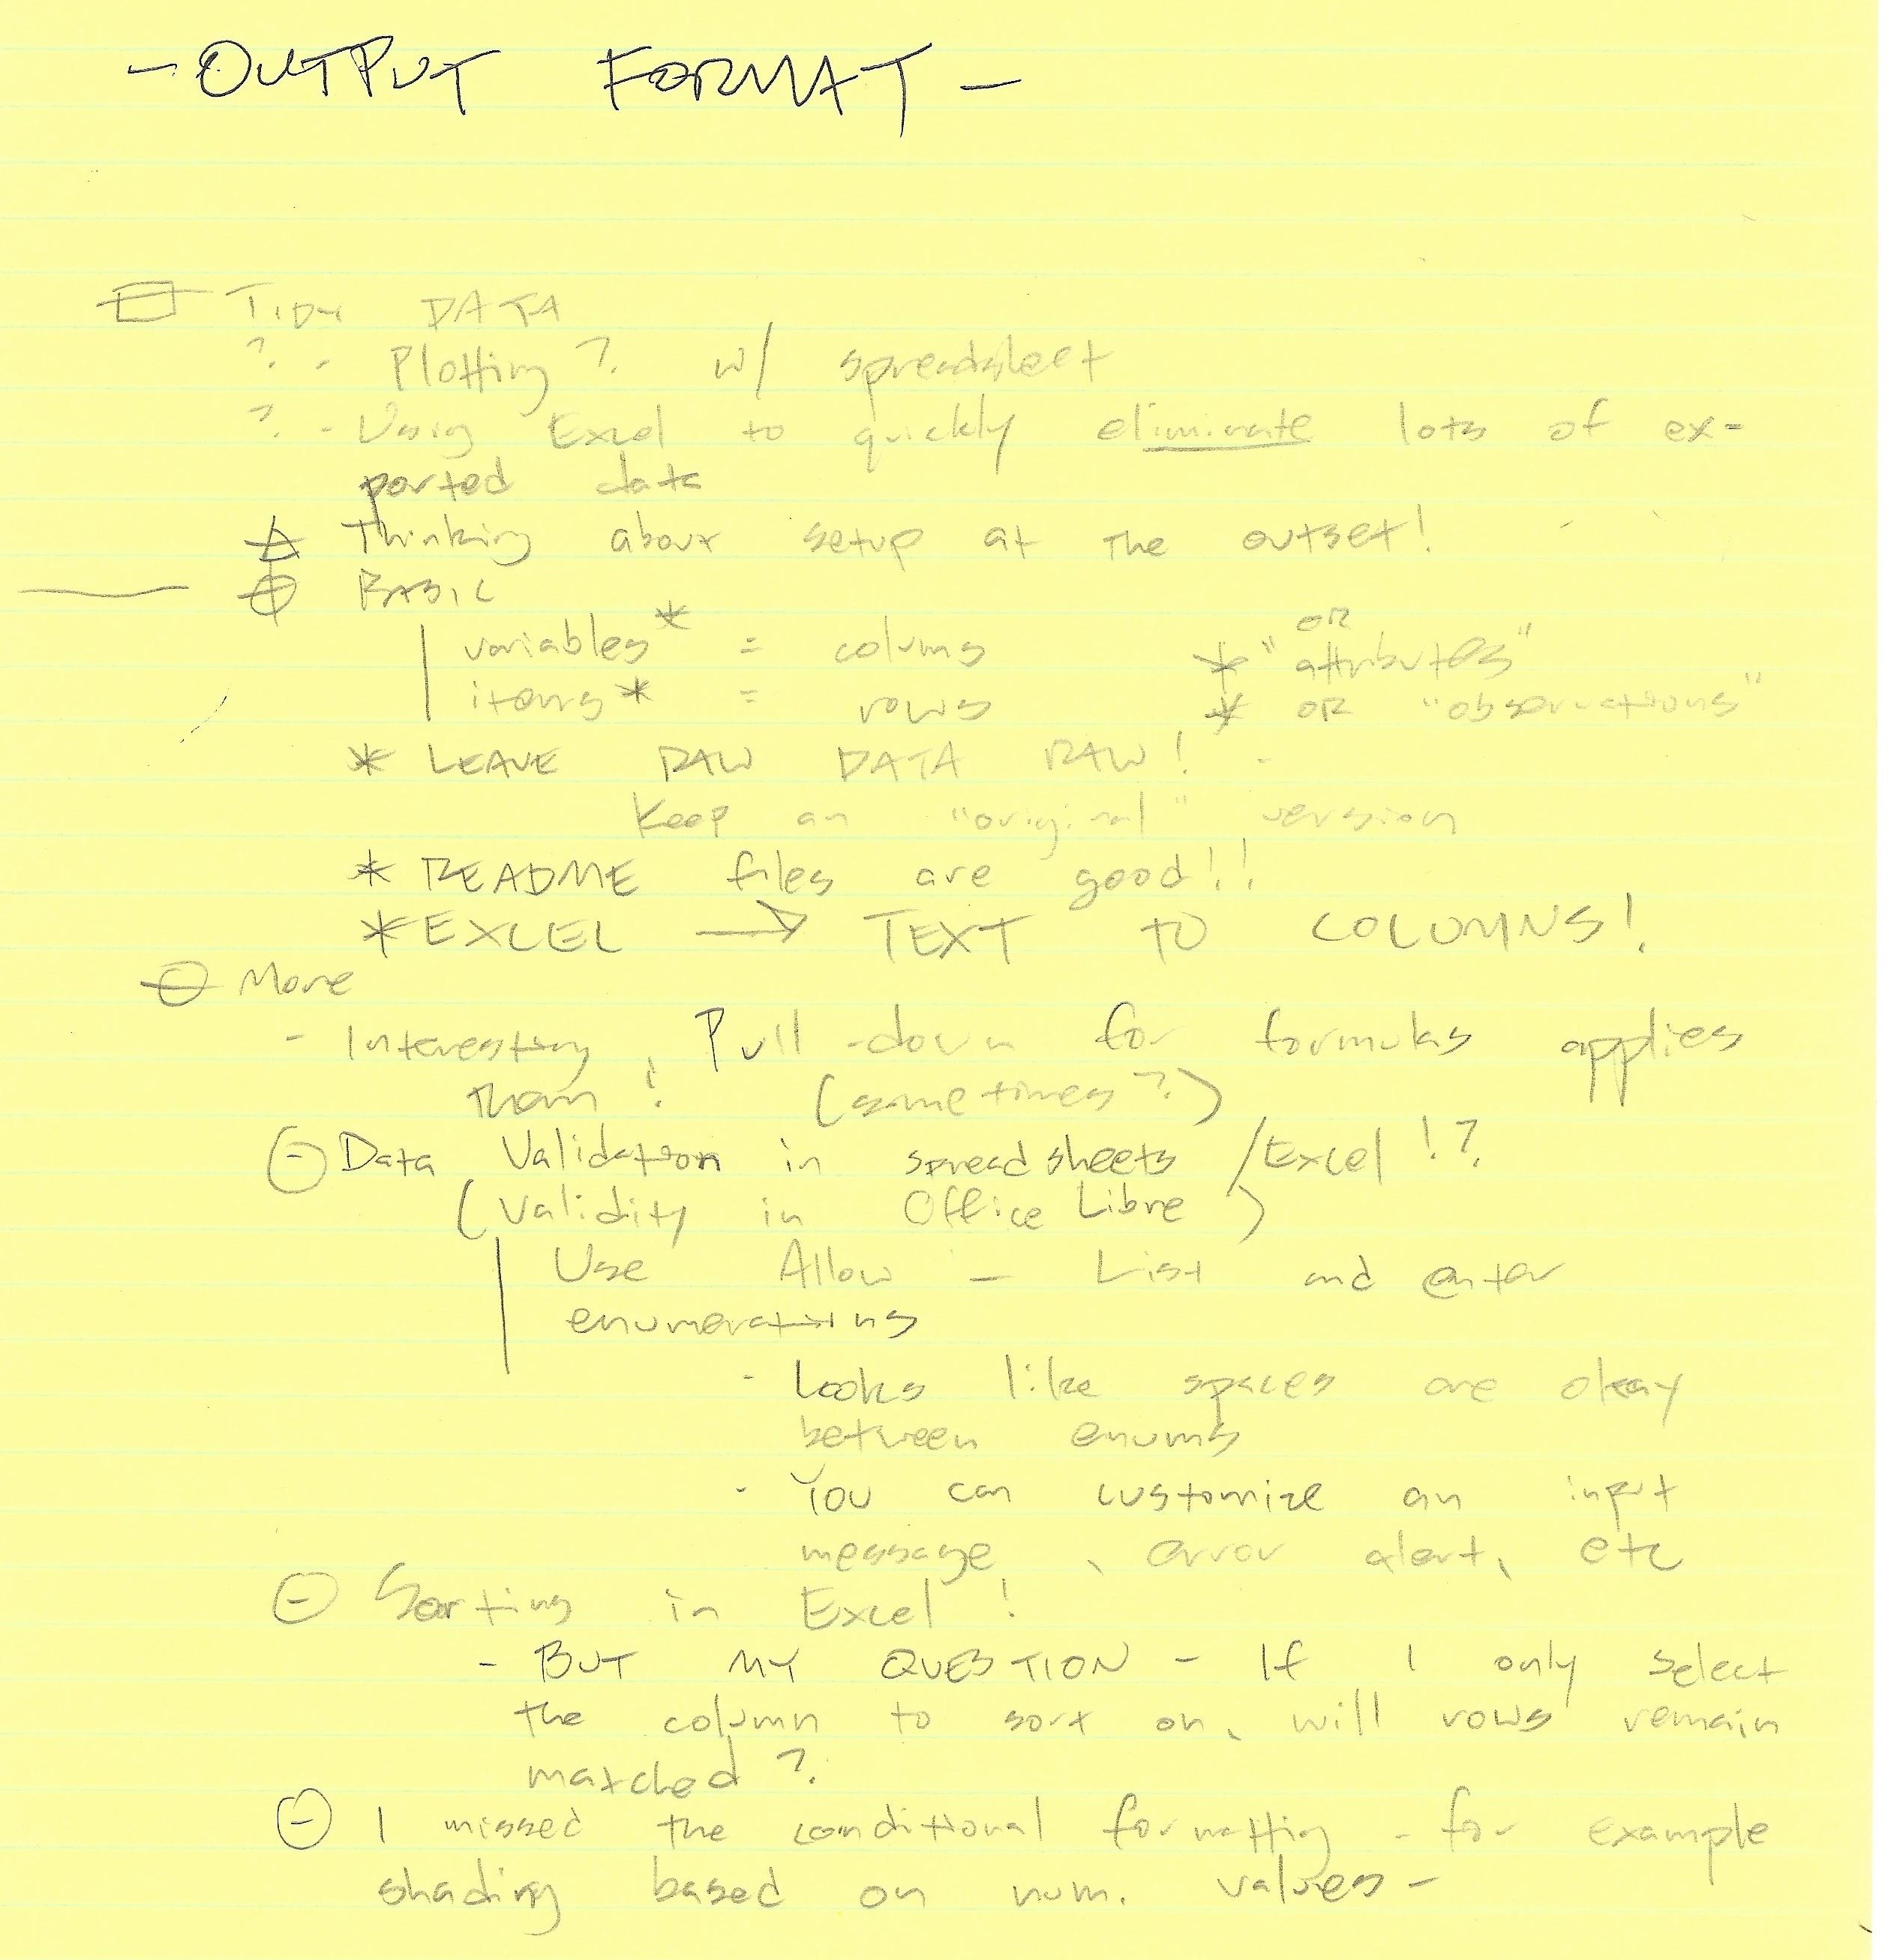 - OUTPUT FORMAT -
TIDY DATA
? - Plotting ? w/ spreadsheet
? - Using Excel to quickly eliminate lots of ex-
ported data
Thinking about setup at the outset!
BASIC
OR
variables* = colums * "attributes"
items* = rows * OR "observations"
* LEAVE RAW DATA RAW!
Keep an "original" version
* README files are good!!
* EXCEL → TEXT TO COLUMNS!
More
- Interesting, Pull-down for formulas applies
them! (sometimes?)
Data Validation in spreadsheets /Excel!?
(Validity in Office Libre)
Use Allow - List and enter
enumerations
- Looks like spaces are okay
between enums
- You can customize an input
message, error alert, etc
Sorting in Excel!
- BUT MY QUESTION - If I only select
the column to sort on, will rows remain
matched?
I missed the conditional formatting - for example
shading based on num. values -